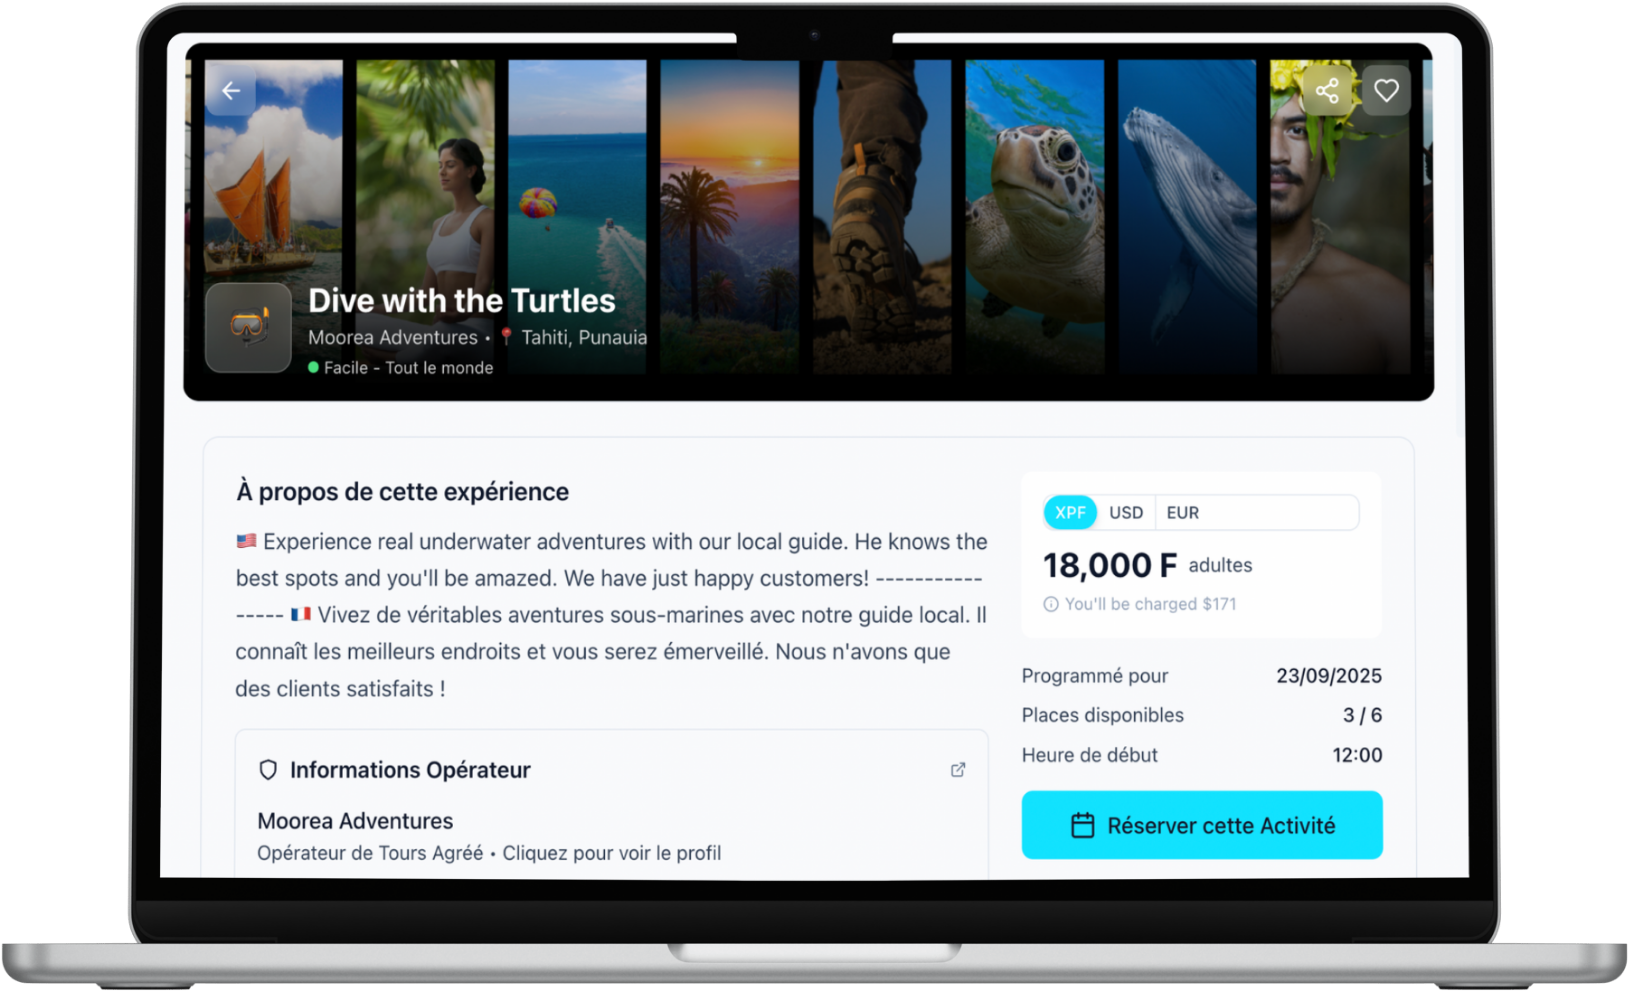 Dive with the Turtles
Moorea Adventures • 📍 Tahiti, Punauia
Facile - Tout le monde
À propos de cette expérience
🇺🇸 Experience real underwater adventures with our local guide. He knows the
best spots and you'll be amazed. We have just happy customers! -----------
----- 🇫🇷 Vivez de véritables aventures sous-marines avec notre guide local. Il
connaît les meilleurs endroits et vous serez émerveillé. Nous n'avons que
des clients satisfaits !
Informations Opérateur
Moorea Adventures
Opérateur de Tours Agréé • Cliquez pour voir le profil
XPF USD EUR
18,000 F adultes
You'll be charged $171
Programmé pour 23/09/2025
Places disponibles 3 / 6
Heure de début 12:00
Réserver cette Activité